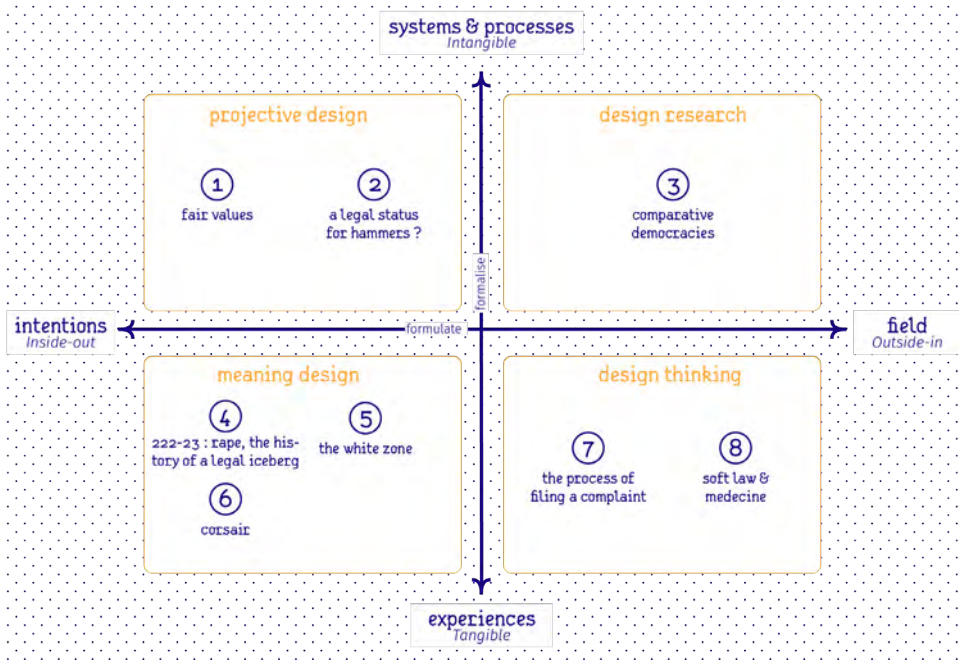 systems & processes
Intangible
projective design
design research
1
2
3
fair values
a legal status
for hammers ?
comparative
democracies
formalise
intentions
Inside-out
formulate
field
Outside-in
meaning design
design thinking
4
5
222-23 : rape, the his-
tory of a legal iceberg
the white zone
6
corsair
7
8
the process of
filing a complaint
soft law &
medecine
experiences
Tangible